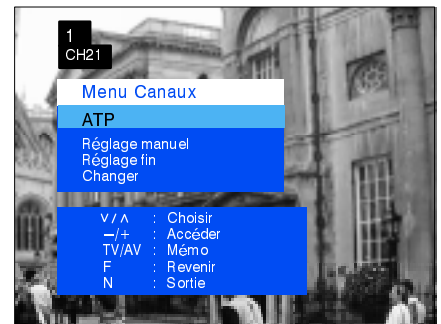 1
CH21
Menu Canaux
ATP
Réglage manuel
Réglage fin
Changer
∨/∧ : Choisir
–/+ : Accéder
TV/AV : Mémo
F : Revenir
N : Sortie